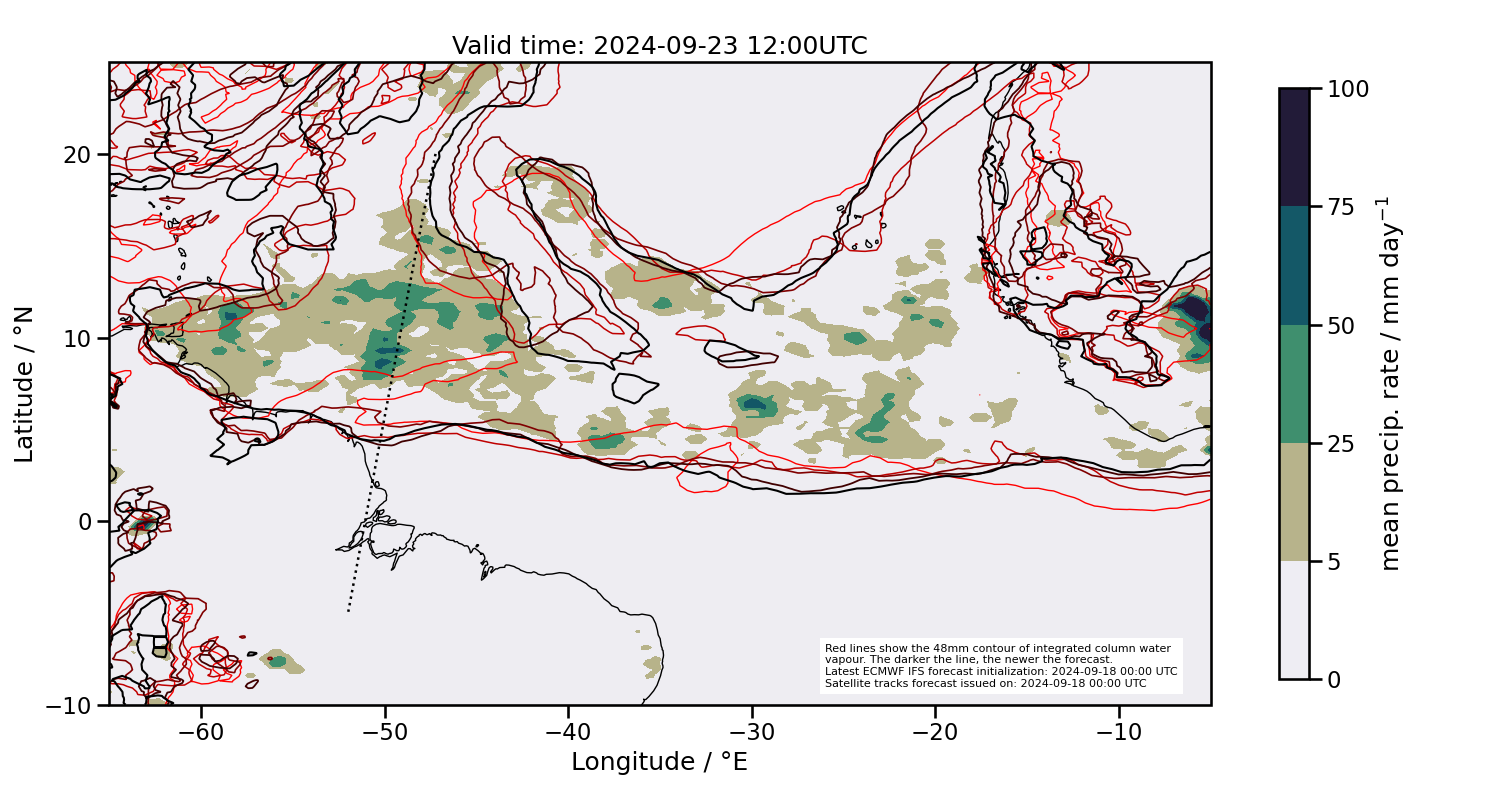 Valid time: 2024-09-23 12:00UTC
Latitude / °N
20
10
0
−10
−60
−50
−40
−30
−20
−10
Longitude / °E
Red lines show the 48mm contour of integrated column water
vapour. The darker the line, the newer the forecast.
Latest ECMWF IFS forecast initialization: 2024-09-18 00:00 UTC
Satellite tracks forecast issued on: 2024-09-18 00:00 UTC
100
75
50
25
5
0
mean precip. rate / mm day⁻¹